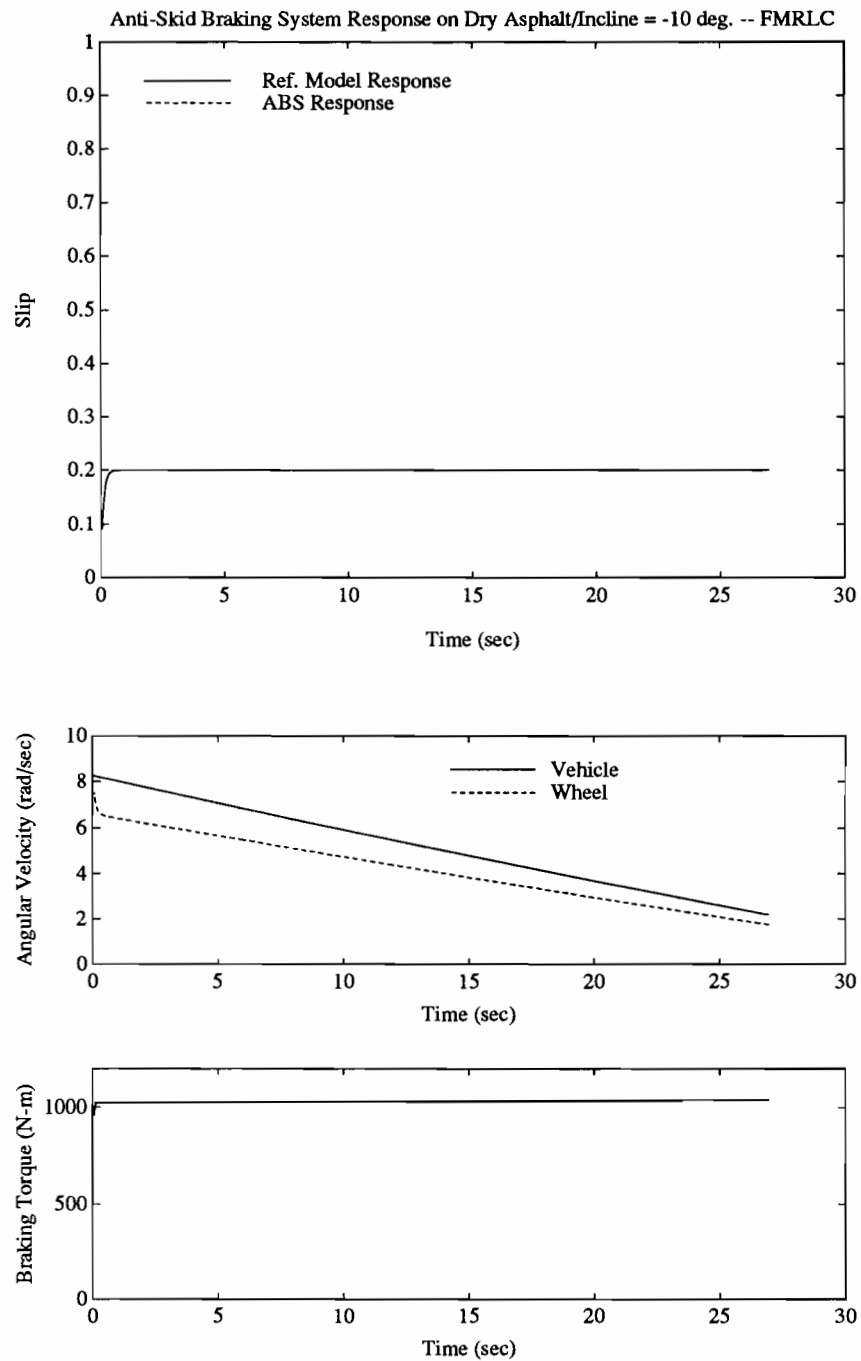 Anti-Skid Braking System Response on Dry Asphalt/Incline = -10 deg. -- FMRLC
1
0.9
0.8
0.7
0.6
0.5
0.4
0.3
0.2
0.1
0
Slip
Ref. Model Response
ABS Response
0 5 10 15 20 25 30
Time (sec)
10
8
6
4
2
0
Angular Velocity (rad/sec)
Vehicle
Wheel
0 5 10 15 20 25 30
Time (sec)
1000
500
0
Braking Torque (N-m)
0 5 10 15 20 25 30
Time (sec)